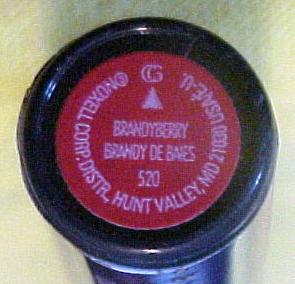 CG
BRANDYBERRY
BRANDY DE BAIES
520
©NOXELL CORP. DISTR., HUNT VALLEY, MD 21030 USA/É.-U.